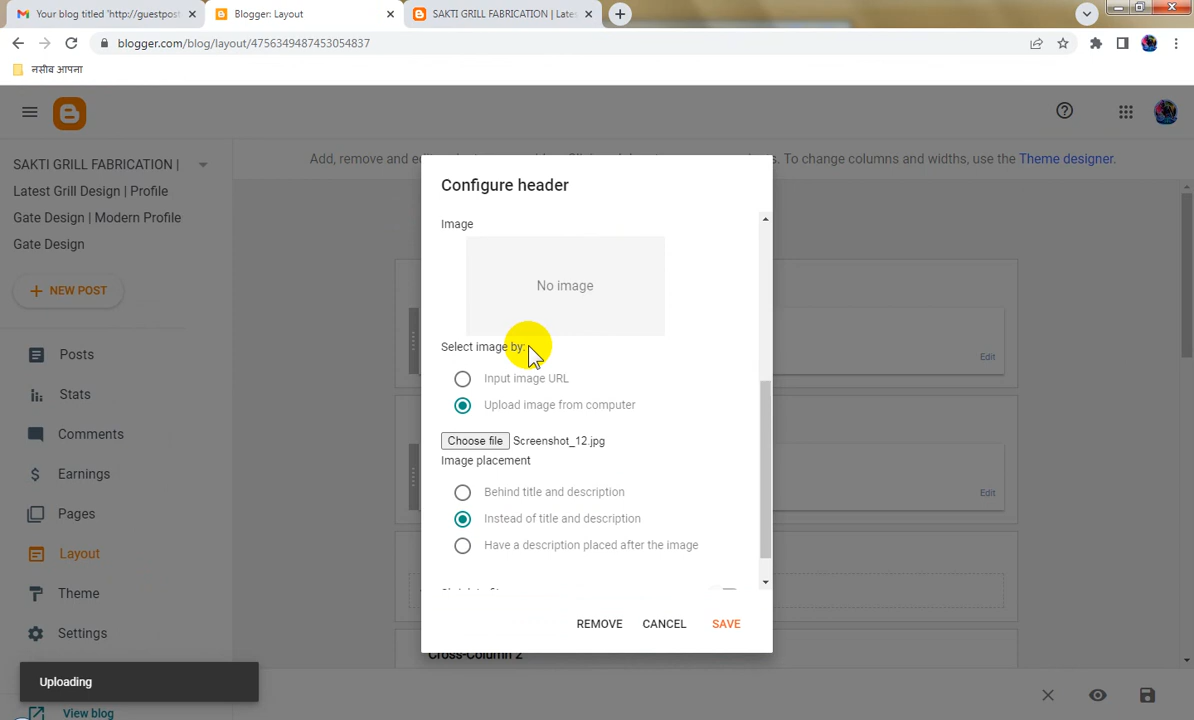 Your blog titled 'http://guestpost
Blogger: Layout
SAKTI GRILL FABRICATION | Lates
blogger.com/blog/layout/4756349487453054837
नसीब आपना
SAKTI GRILL FABRICATION |
Latest Grill Design | Profile
Gate Design | Modern Profile
Gate Design
Add, remove and edit
To change columns and widths, use the Theme designer.
NEW POST
Posts
Stats
Comments
Earnings
Pages
Layout
Theme
Settings
View blog
Uploading
Configure header
Image
No image
Select image by:
Input image URL
Upload image from computer
Choose file Screenshot_12.jpg
Image placement
Behind title and description
Instead of title and description
Have a description placed after the image
REMOVE CANCEL SAVE
Edit
Edit
Cross-Column 2